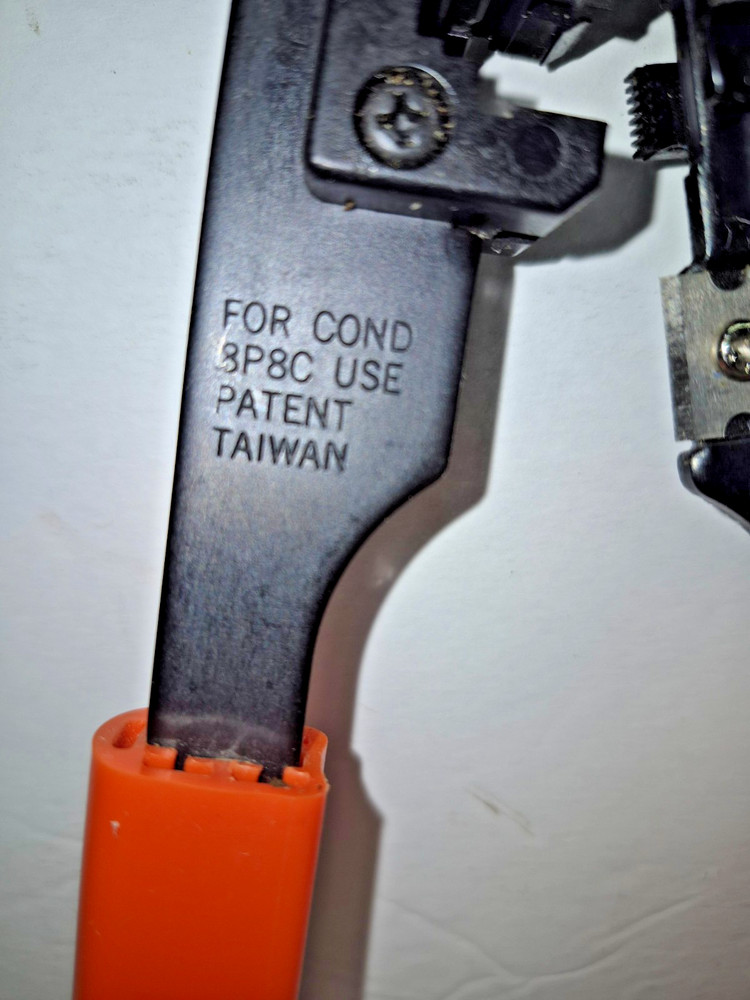 FOR COND
8P8C USE
PATENT
TAIWAN